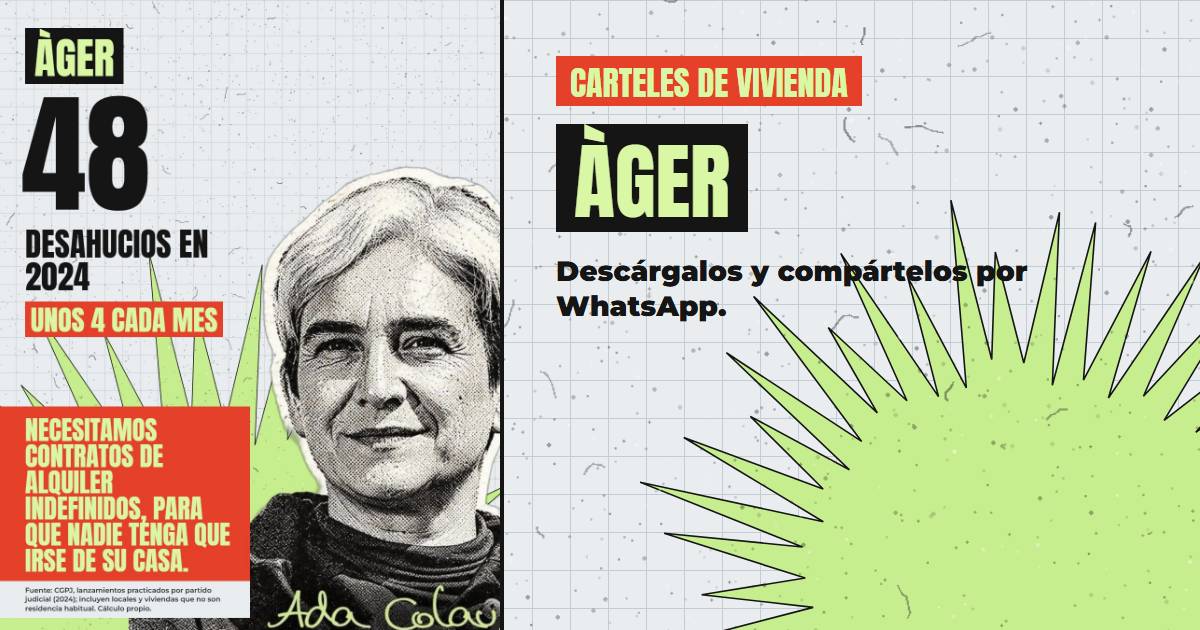 ÀGER
48
DESAHUCIOS EN
2024
UNOS 4 CADA MES
NECESITAMOS
CONTRATOS DE
ALQUILER
INDEFINIDOS, PARA
QUE NADIE TENGA QUE
IRSE DE SU CASA.
Fuente: CGPJ, lanzamientos practicados por partido
judicial (2024); incluyen locales y viviendas que no son
residencia habitual. Cálculo propio.
Ada Colau
CARTELES DE VIVIENDA
ÀGER
Descárgalos y compártelos por
WhatsApp.